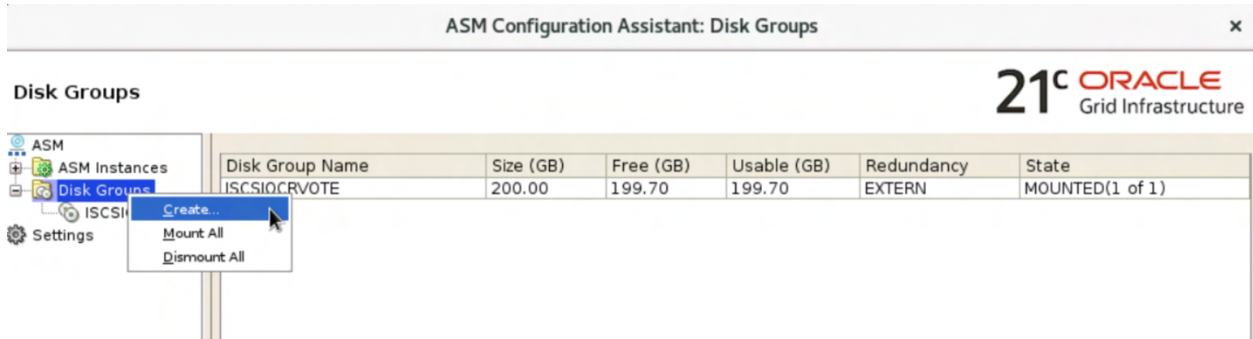 ASM Configuration Assistant: Disk Groups
Disk Groups
21c ORACLE
Grid Infrastructure
ASM
ASM Instances
Disk Groups
ISCSI
Settings
Create...
Mount All
Dismount All
Disk Group Name Size (GB) Free (GB) Usable (GB) Redundancy State
ISCSIOCRVOTE 200.00 199.70 199.70 EXTERN MOUNTED(1 of 1)